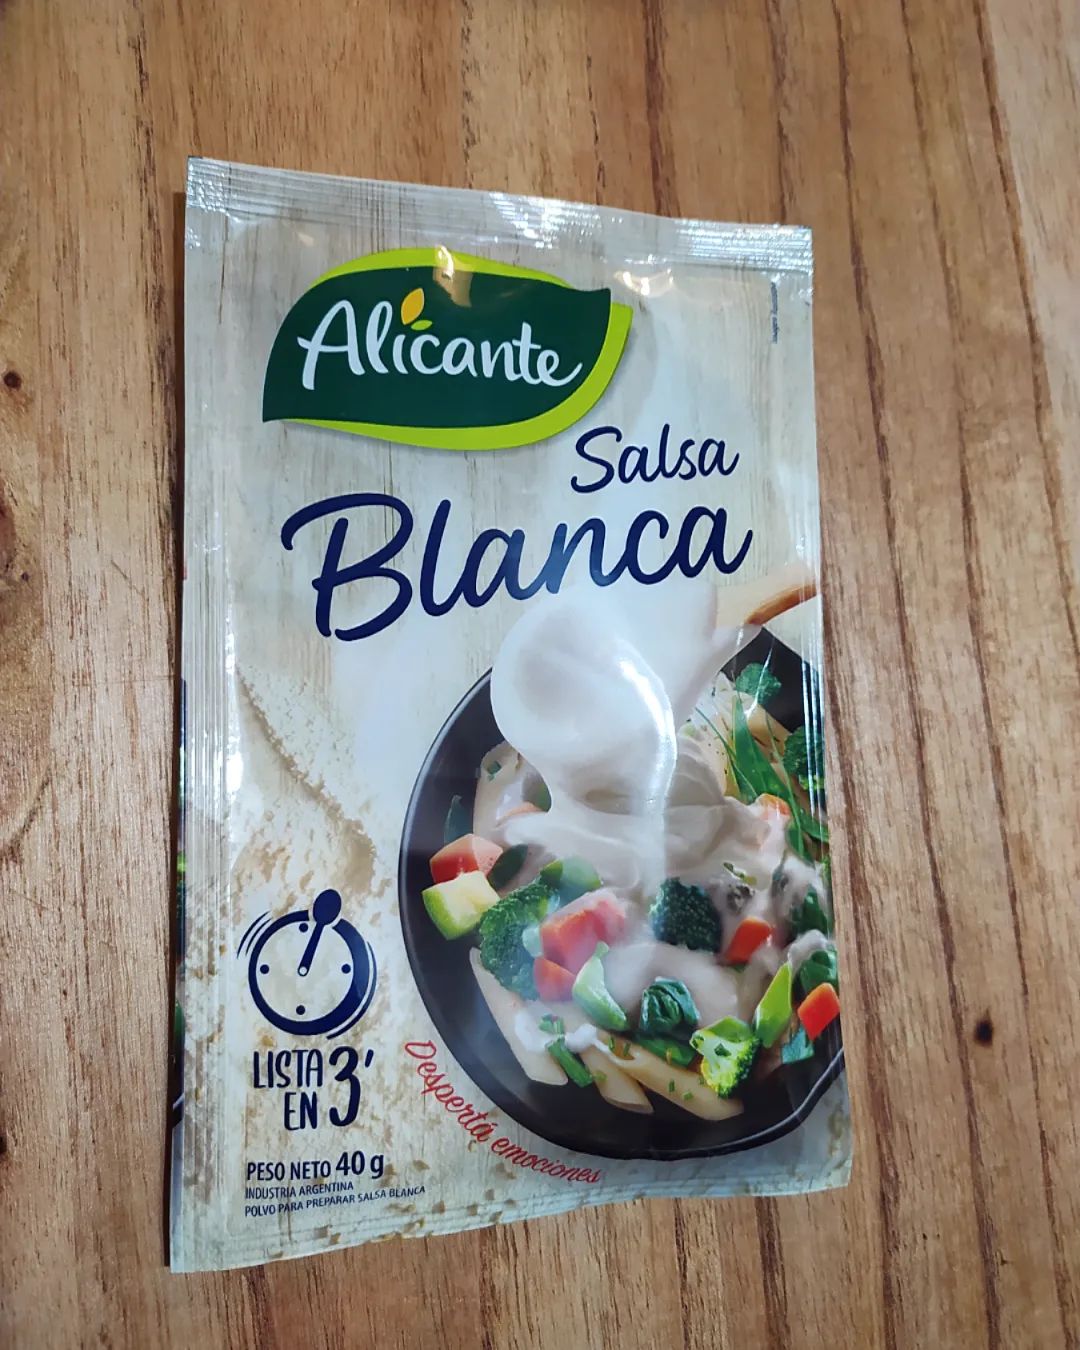 Alicante
Salsa
Blanca
LISTA
EN 3'
Despertá emociones
PESO NETO 40 g
INDUSTRIA ARGENTINA
POLVO PARA PREPARAR SALSA BLANCA